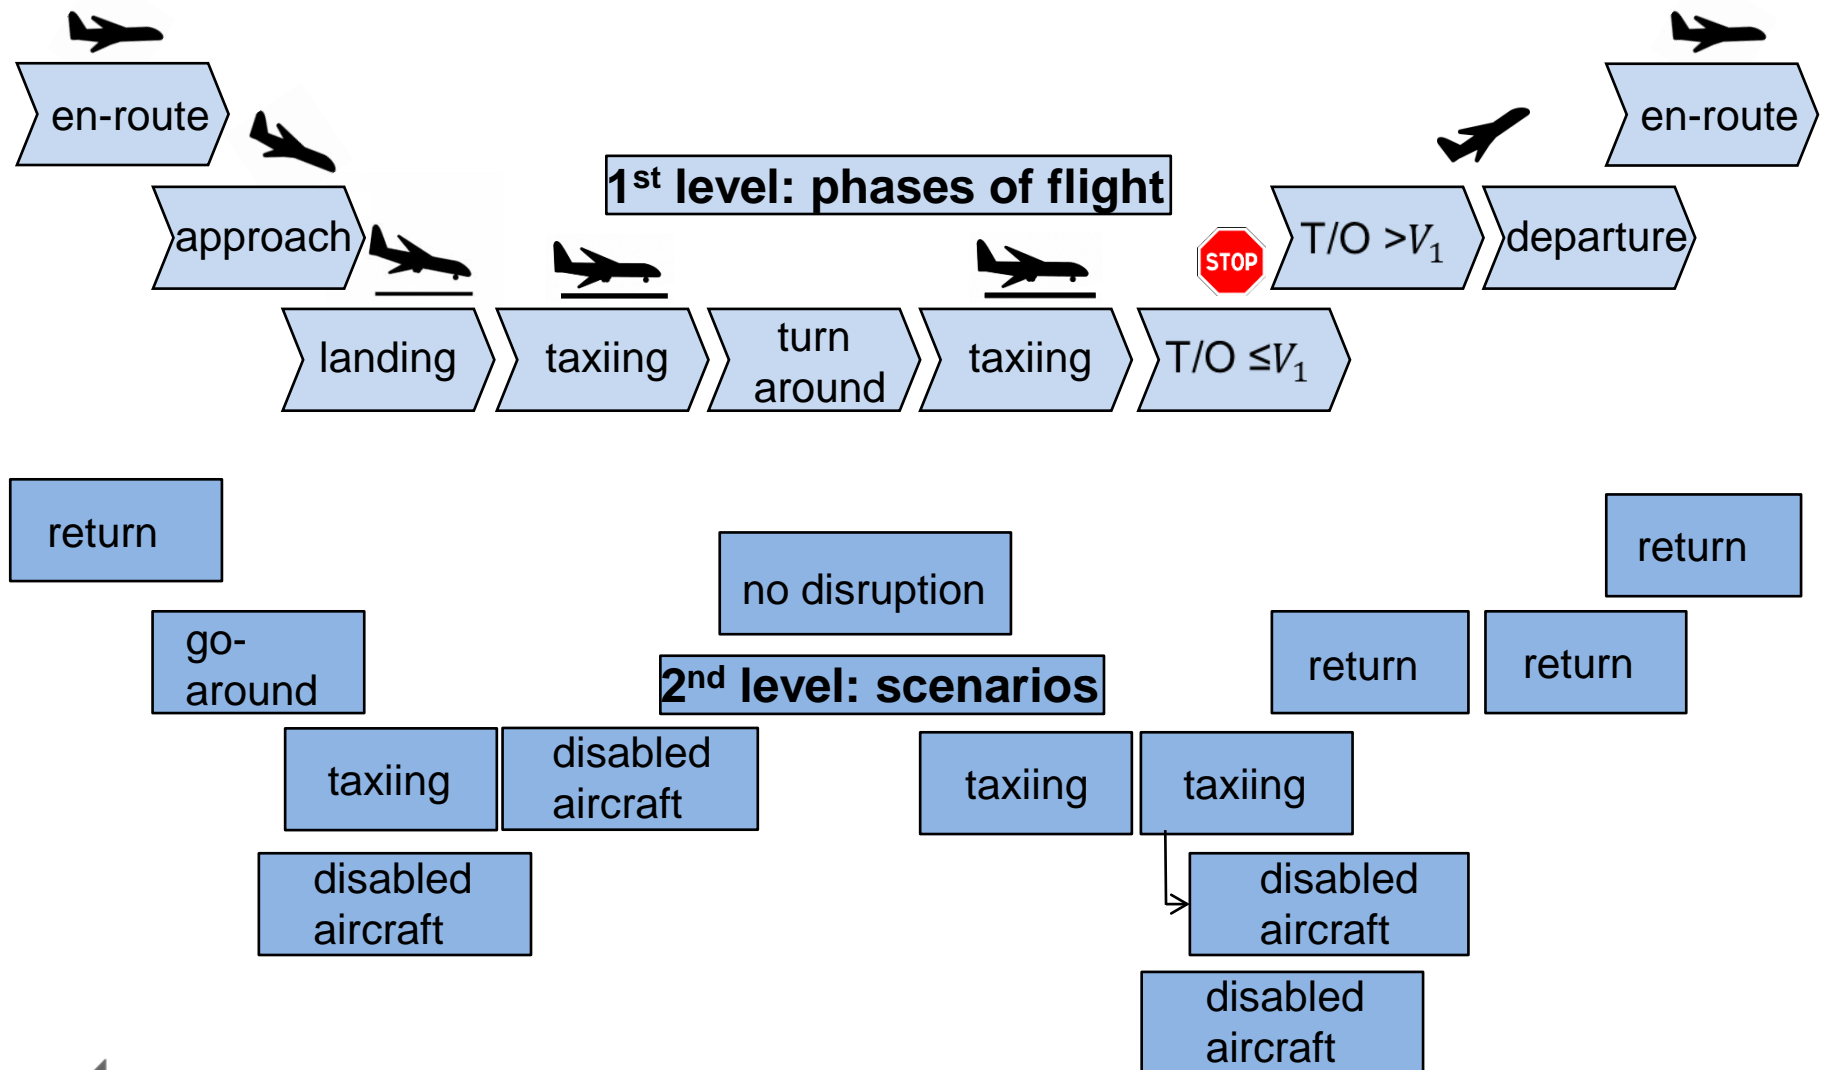 en-route
en-route
1st level: phases of flight
approach
STOP
T/O >V₁
departure
landing
taxiing
turn
around
taxiing
T/O ≤V₁
return
return
no disruption
go-
around
2nd level: scenarios
return
return
taxiing
disabled
aircraft
taxiing
taxiing
disabled
aircraft
disabled
aircraft
disabled
aircraft